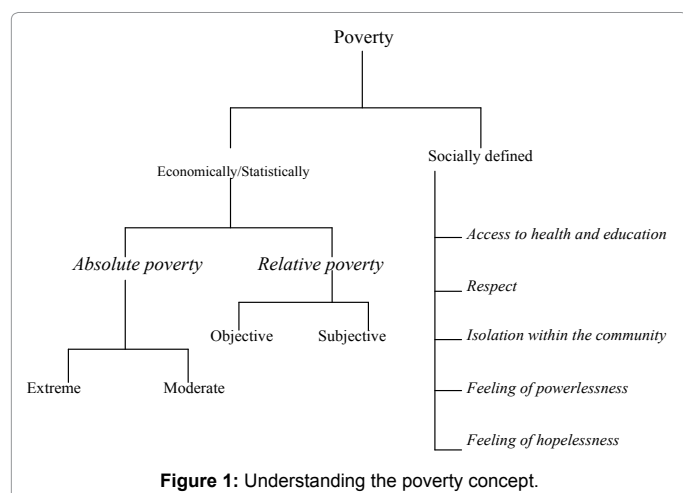 Poverty
Economically/Statistically
Socially defined
Absolute poverty
Relative poverty
Objective
Subjective
Extreme
Moderate
Access to health and education
Respect
Isolation within the community
Feeling of powerlessness
Feeling of hopelessness
Figure 1: Understanding the poverty concept.